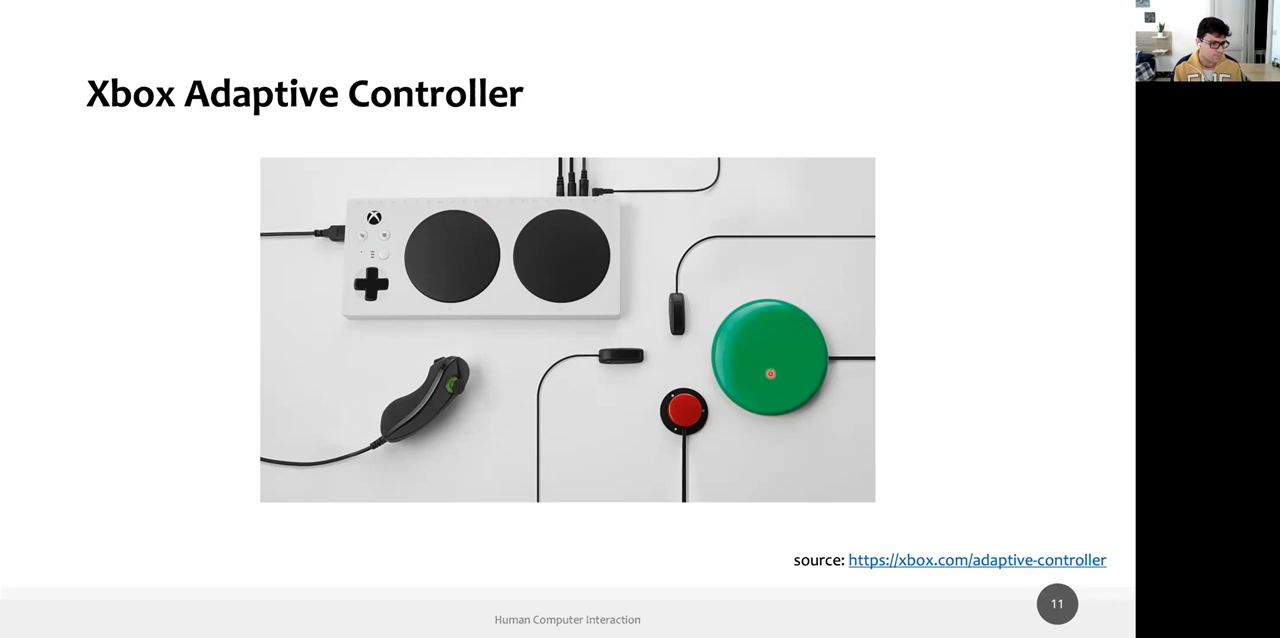 Xbox Adaptive Controller
source: https://xbox.com/adaptive-controller
11
Human Computer Interaction